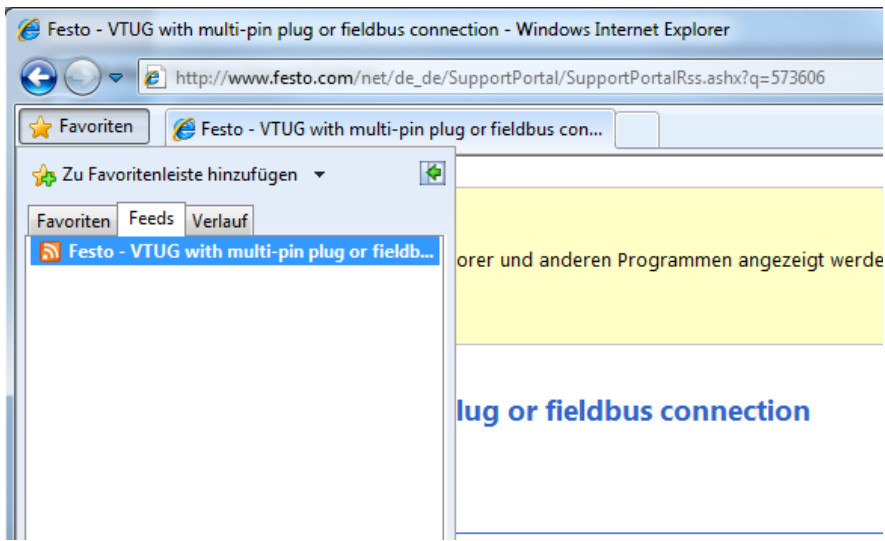 Festo - VTUG with multi-pin plug or fieldbus connection - Windows Internet Explorer
http://www.festo.com/net/de_de/SupportPortal/SupportPortalRss.ashx?q=573606
Favoriten
Festo - VTUG with multi-pin plug or fieldbus con...
Zu Favoritenleiste hinzufügen
Favoriten Feeds Verlauf
Festo - VTUG with multi-pin plug or fieldb...
orer und anderen Programmen angezeigt werde
lug or fieldbus connection